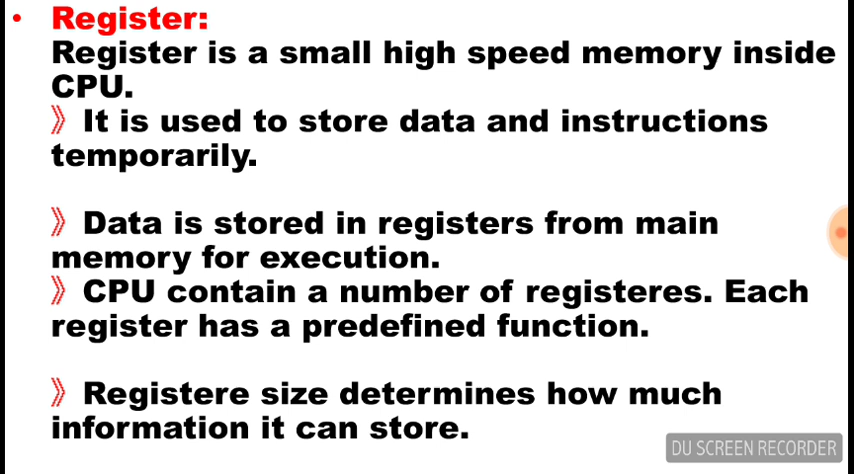 • Register:
Register is a small high speed memory inside
CPU.
》 It is used to store data and instructions
temporarily.
》 Data is stored in registers from main
memory for execution.
》 CPU contain a number of registeres. Each
register has a predefined function.
》 Registere size determines how much
information it can store.
DU SCREEN RECORDER